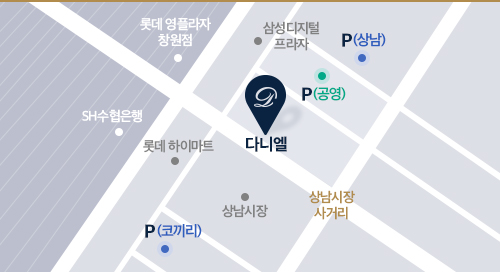 롯데 영플라자
창원점
삼성디지털
프라자
P(상남)
P(공영)
SH수협은행
다니엘
롯데 하이마트
상남시장
상남시장
사거리
P(코끼리)